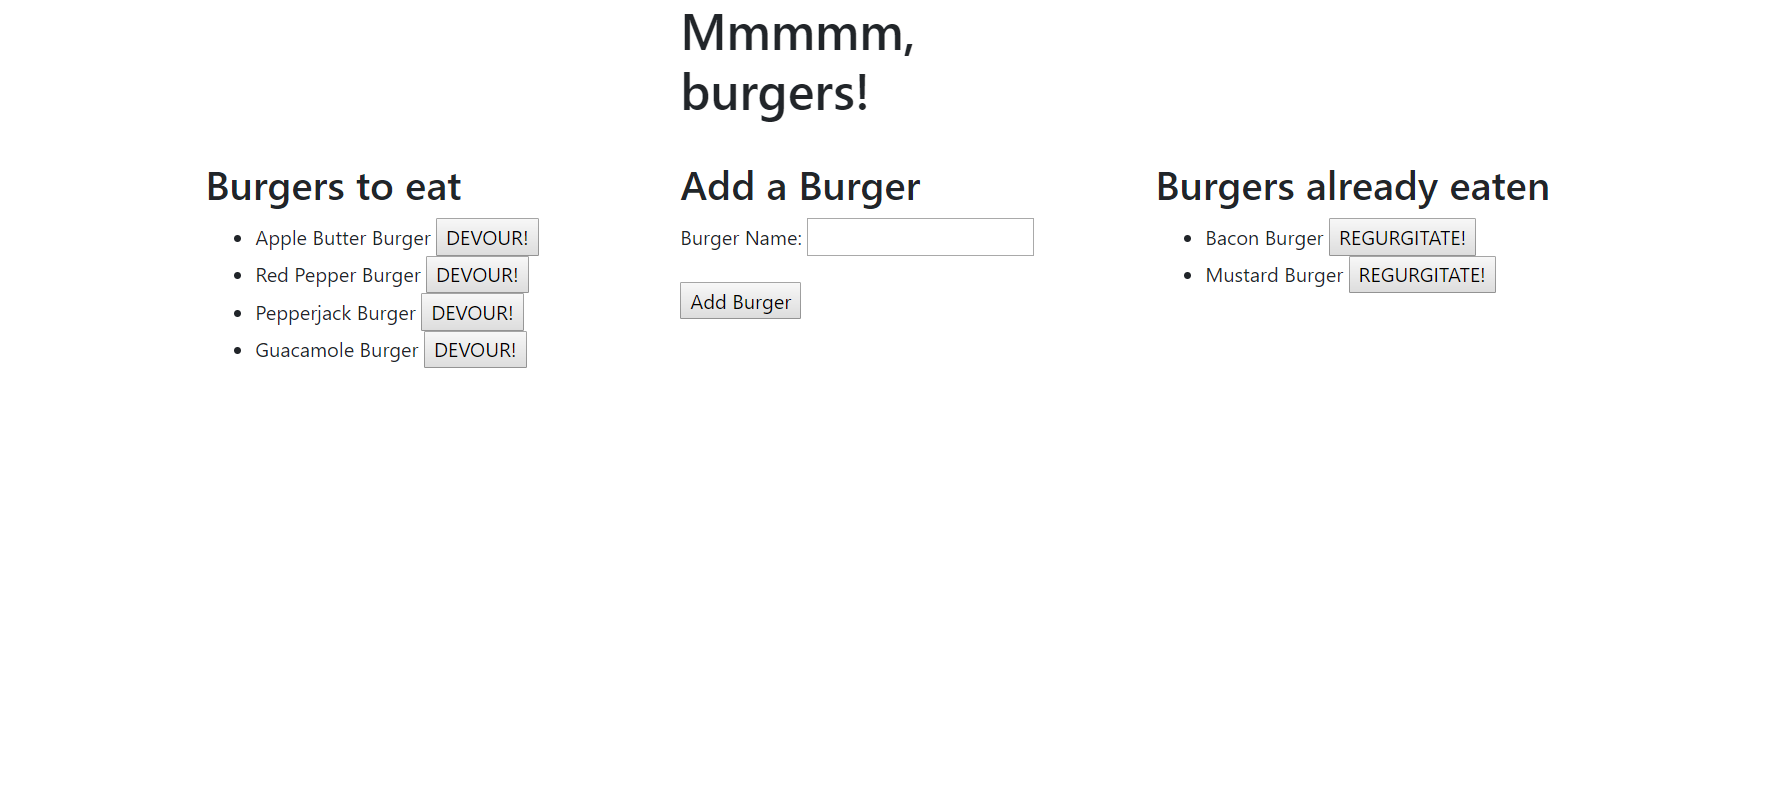 Mmmmm,
burgers!
Burgers to eat
Apple Butter Burger DEVOUR!
Red Pepper Burger DEVOUR!
Pepperjack Burger DEVOUR!
Guacamole Burger DEVOUR!
Add a Burger
Burger Name:
Add Burger
Burgers already eaten
Bacon Burger REGURGITATE!
Mustard Burger REGURGITATE!